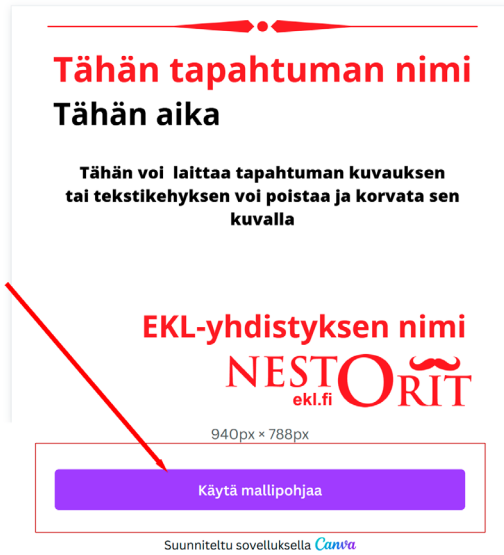 Tähän tapahtuman nimi
Tähän aika
Tähän voi laittaa tapahtuman kuvauksen
tai tekstikehyksen voi poistaa ja korvata sen
kuvalla
EKL-yhdistyksen nimi
NESTORIT
ekl.fi
940px × 788px
Käytä mallipohjaa
Suunniteltu sovelluksella Canva